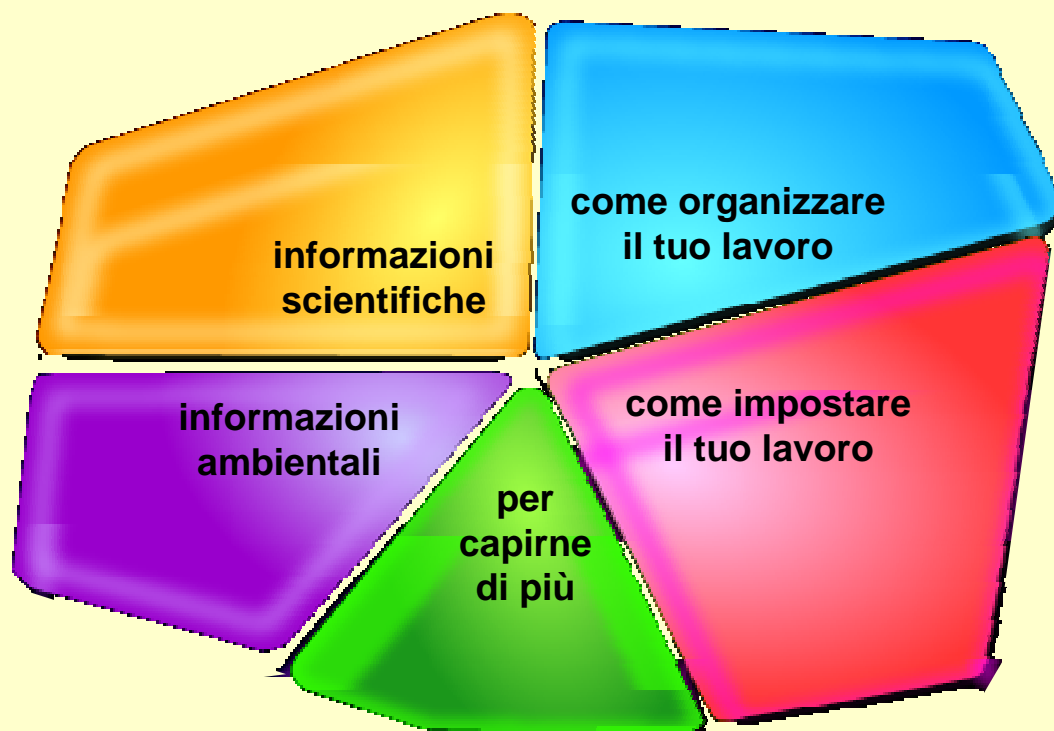 informazioni
scientifiche
come organizzare
il tuo lavoro
informazioni
ambientali
come impostare
il tuo lavoro
per
capirne
di più